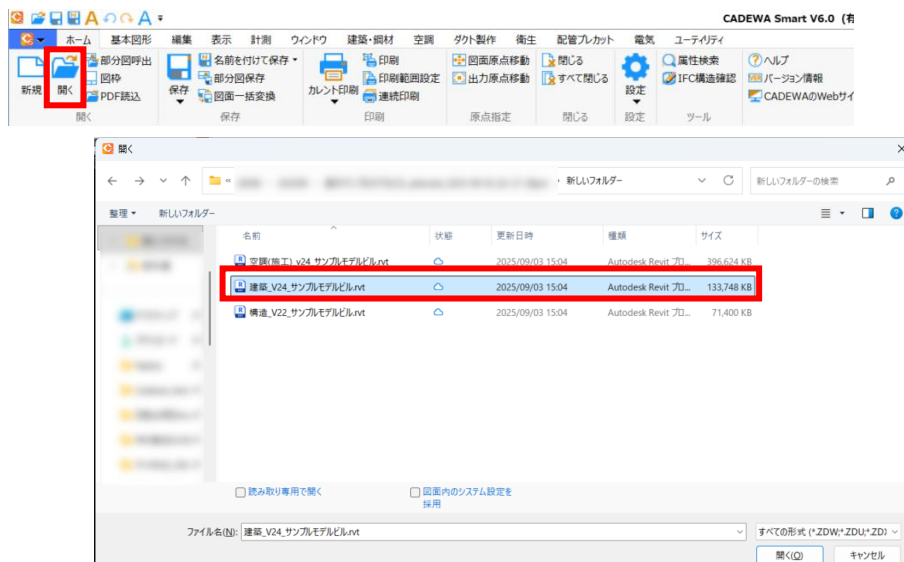 CADEWA Smart V6.0 (有
ホーム 基本図形 編集 表示 計測 ウィンドウ 建築・鋼材 空調 ダクト製作 衛生 配管プレカット 電気 ユーティリティ
新規
開く
部分図呼出
図枠
PDF読込
開く
保存
名前を付けて保存
部分図保存
図面一括変換
保存
カレント印刷
印刷
印刷範囲設定
連続印刷
印刷
図面原点移動
出力原点移動
原点指定
閉じる
すべて閉じる
閉じる
設定
設定
属性検索
IFC構造確認
ツール
ヘルプ
バージョン情報
CADEWAのWebサイ
開く
« › 新しいフォルダー
新しいフォルダーの検索
整理 新しいフォルダー
名前 状態 更新日時 種類 サイズ
空調(施工)_v24_サンプルモデルビル.rvt 2025/09/03 15:04 Autodesk Revit プロ... 396,624 KB
建築_V24_サンプルモデルビル.rvt 2025/09/03 15:04 Autodesk Revit プロ... 133,748 KB
構造_V22_サンプルモデルビル.rvt 2025/09/03 15:04 Autodesk Revit プロ... 71,400 KB
読み取り専用で開く
図面内のシステム設定を
採用
ファイル名(N): 建築_V24_サンプルモデルビル.rvt すべての形式 (*.ZDW;*.ZDU;*.ZD)
開く(O) キャンセル